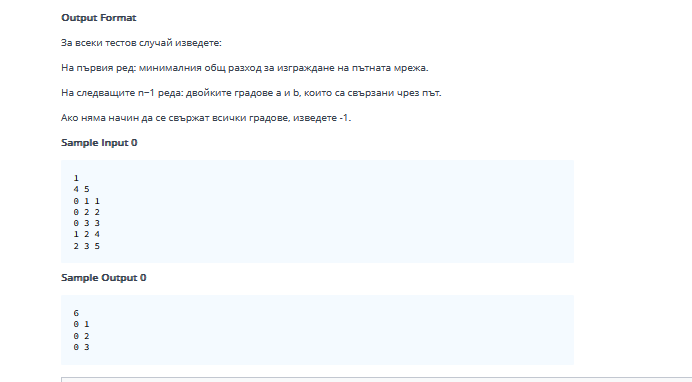 Output Format
За всеки тестов случай изведете:
На първия ред: минималния общ разход за изграждане на пътната мрежа.
На следващите n−1 реда: двойките градове a и b, които са свързани чрез път.
Ако няма начин да се свържат всички градове, изведете -1.
Sample Input 0
1
4 5
0 1 1
0 2 2
0 3 3
1 2 4
2 3 5
Sample Output 0
6
0 1
0 2
0 3